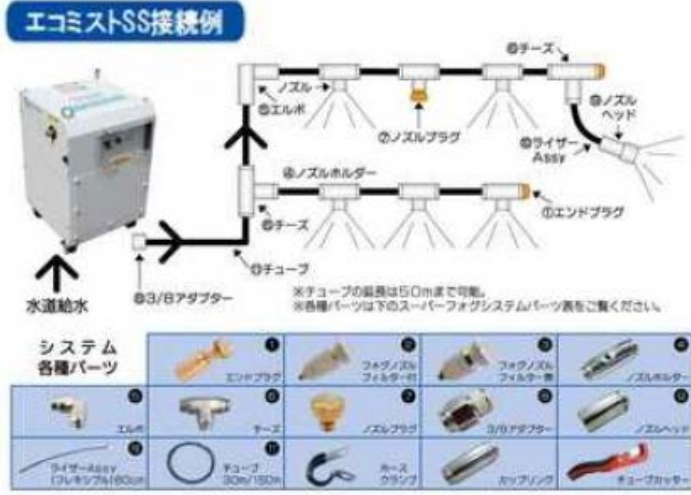 エコミストSS接続例
⑥チーズ
ノズル
⑤エルボ
⑦ノズルプラグ
⑨ノズル
ヘッド
⑩ライザー
Assy
④ノズルホルダー
①エンドプラグ
⑥チーズ
⑪チューブ
⑧3/8アダプター
水道給水
※チューブの延長は50mまで可能。
※各種パーツは下のスーパーフォグシステムパーツ表をご覧ください。
システム
各種パーツ
1
エンドプラグ
2
フォグノズル
フィルター付
3
フォグノズル
フィルター無
4
ノズルホルダー
5
エルボ
6
チーズ
7
ノズルプラグ
8
3/8アダプター
9
ノズルヘッド
10
ライザーAssy
(フレキシブル)60cm
11
チューブ
30m/150m
ホース
クランプ
カップリング
チューブカッター